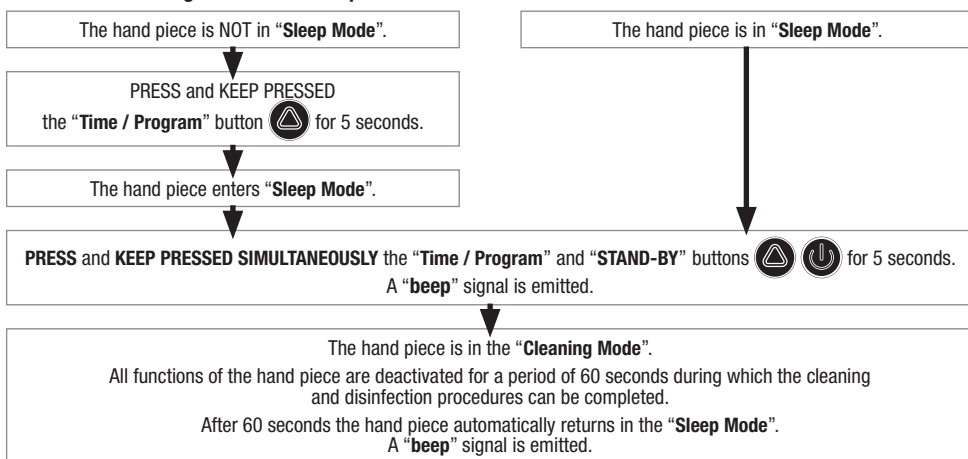 The hand piece is NOT in “Sleep Mode”.
The hand piece is in “Sleep Mode”.
PRESS and KEEP PRESSED
the “Time / Program” button for 5 seconds.
The hand piece enters “Sleep Mode”.
PRESS and KEEP PRESSED SIMULTANEOUSLY the “Time / Program” and “STAND-BY” buttons for 5 seconds.
A “beep” signal is emitted.
The hand piece is in the “Cleaning Mode”.
All functions of the hand piece are deactivated for a period of 60 seconds during which the cleaning
and disinfection procedures can be completed.
After 60 seconds the hand piece automatically returns in the “Sleep Mode”.
A “beep” signal is emitted.